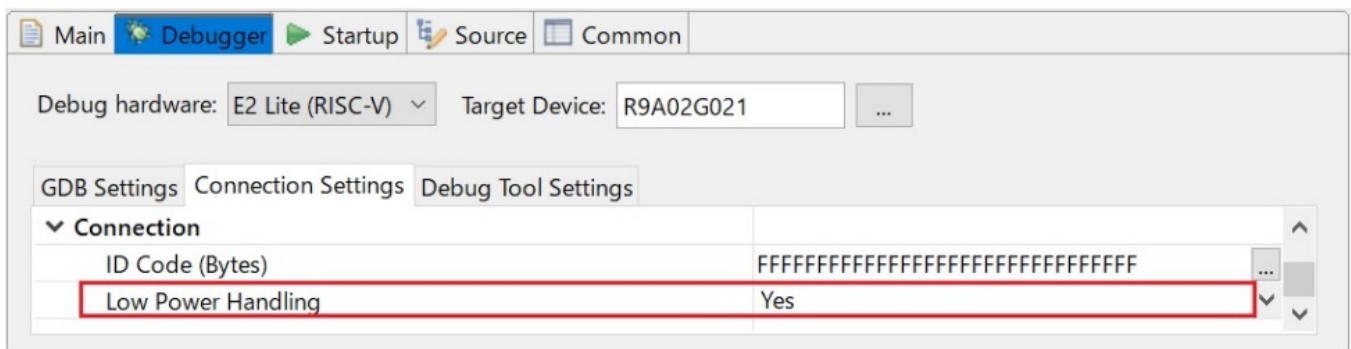 Main Debugger Startup Source Common
Debug hardware: E2 Lite (RISC-V) Target Device: R9A02G021 ...
GDB Settings Connection Settings Debug Tool Settings
Connection
ID Code (Bytes) FFFFFFFFFFFFFFFFFFFFFFFFFFFFFFFF ...
Low Power Handling Yes